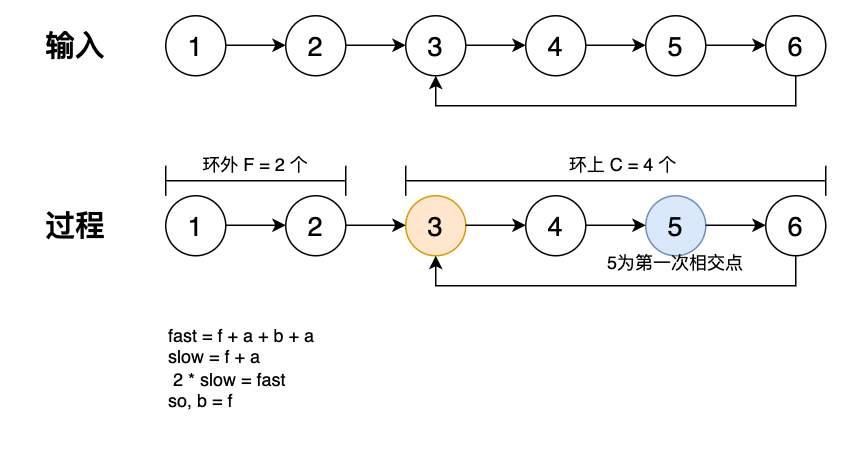 输入
1 2 3 4 5 6
环外 F = 2 个
环上 C = 4 个
过程
1 2 3 4 5 6
5为第一次相交点
fast = f + a + b + a
slow = f + a
2 * slow = fast
so, b = f